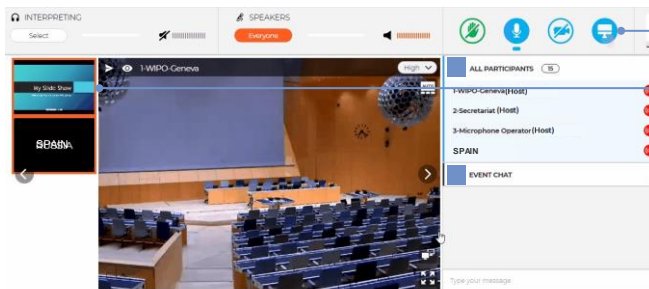 INTERPRETING
Select
SPEAKERS
Everyone
My Slide Show
SPAIN
1-WIPO-Geneva
High
ALL PARTICIPANTS 15
1-WIPO-Geneva(Host)
2-Secretariat (Host)
3-Microphone Operator(Host)
SPAIN
EVENT CHAT
Type your message